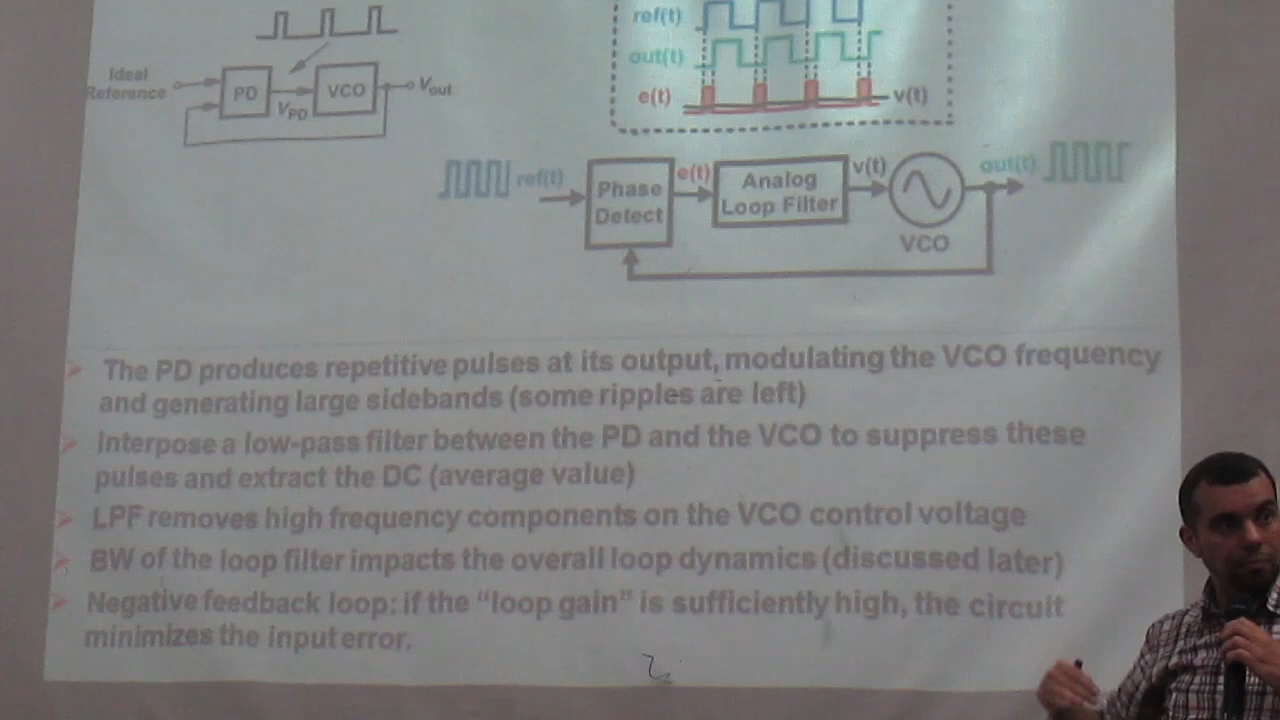 Ideal
Reference
PD
V_PD
VCO
V_out
ref(t)
out(t)
e(t)
v(t)
ref(t)
Phase
Detect
e(t)
Analog
Loop Filter
v(t)
VCO
out(t)
The PD produces repetitive pulses at its output, modulating the VCO frequency
and generating large sidebands (some ripples are left)
Interpose a low-pass filter between the PD and the VCO to suppress these
pulses and extract the DC (average value)
LPF removes high frequency components on the VCO control voltage
BW of the loop filter impacts the overall loop dynamics (discussed later)
Negative feedback loop: if the “loop gain” is sufficiently high, the circuit
minimizes the input error.